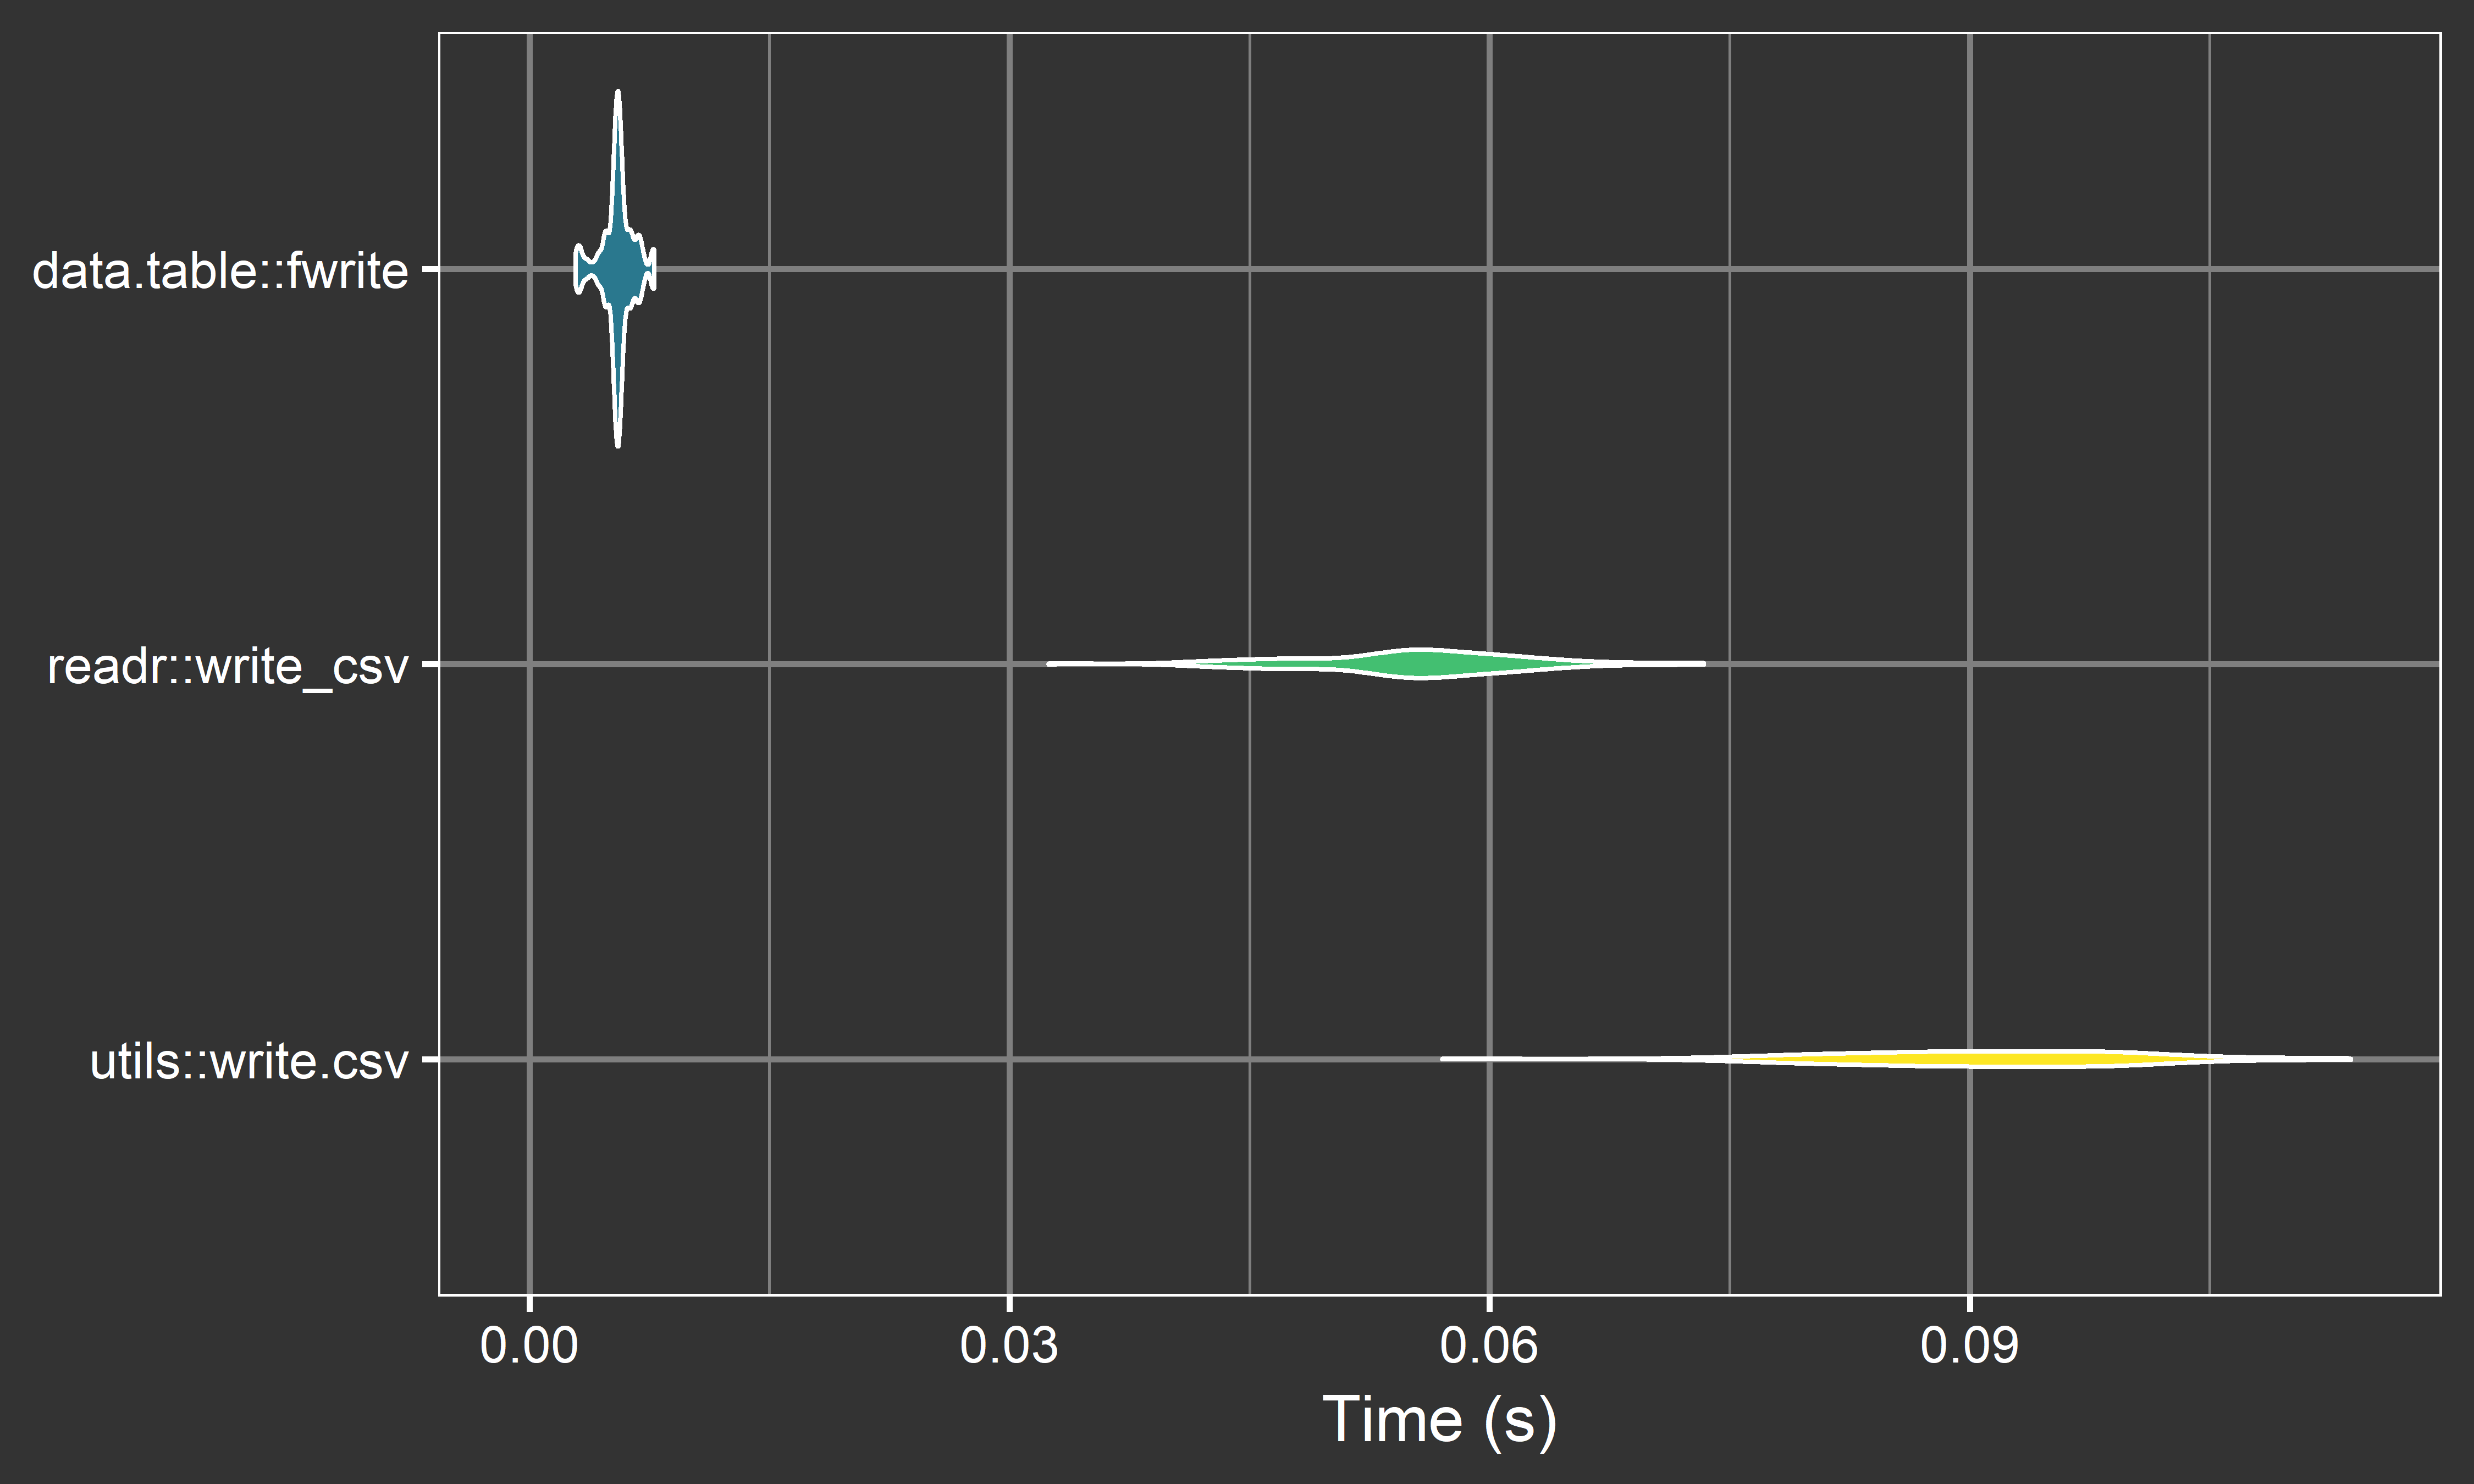 data.table::fwrite
readr::write_csv
utils::write.csv
0.00
0.03
0.06
0.09
Time (s)